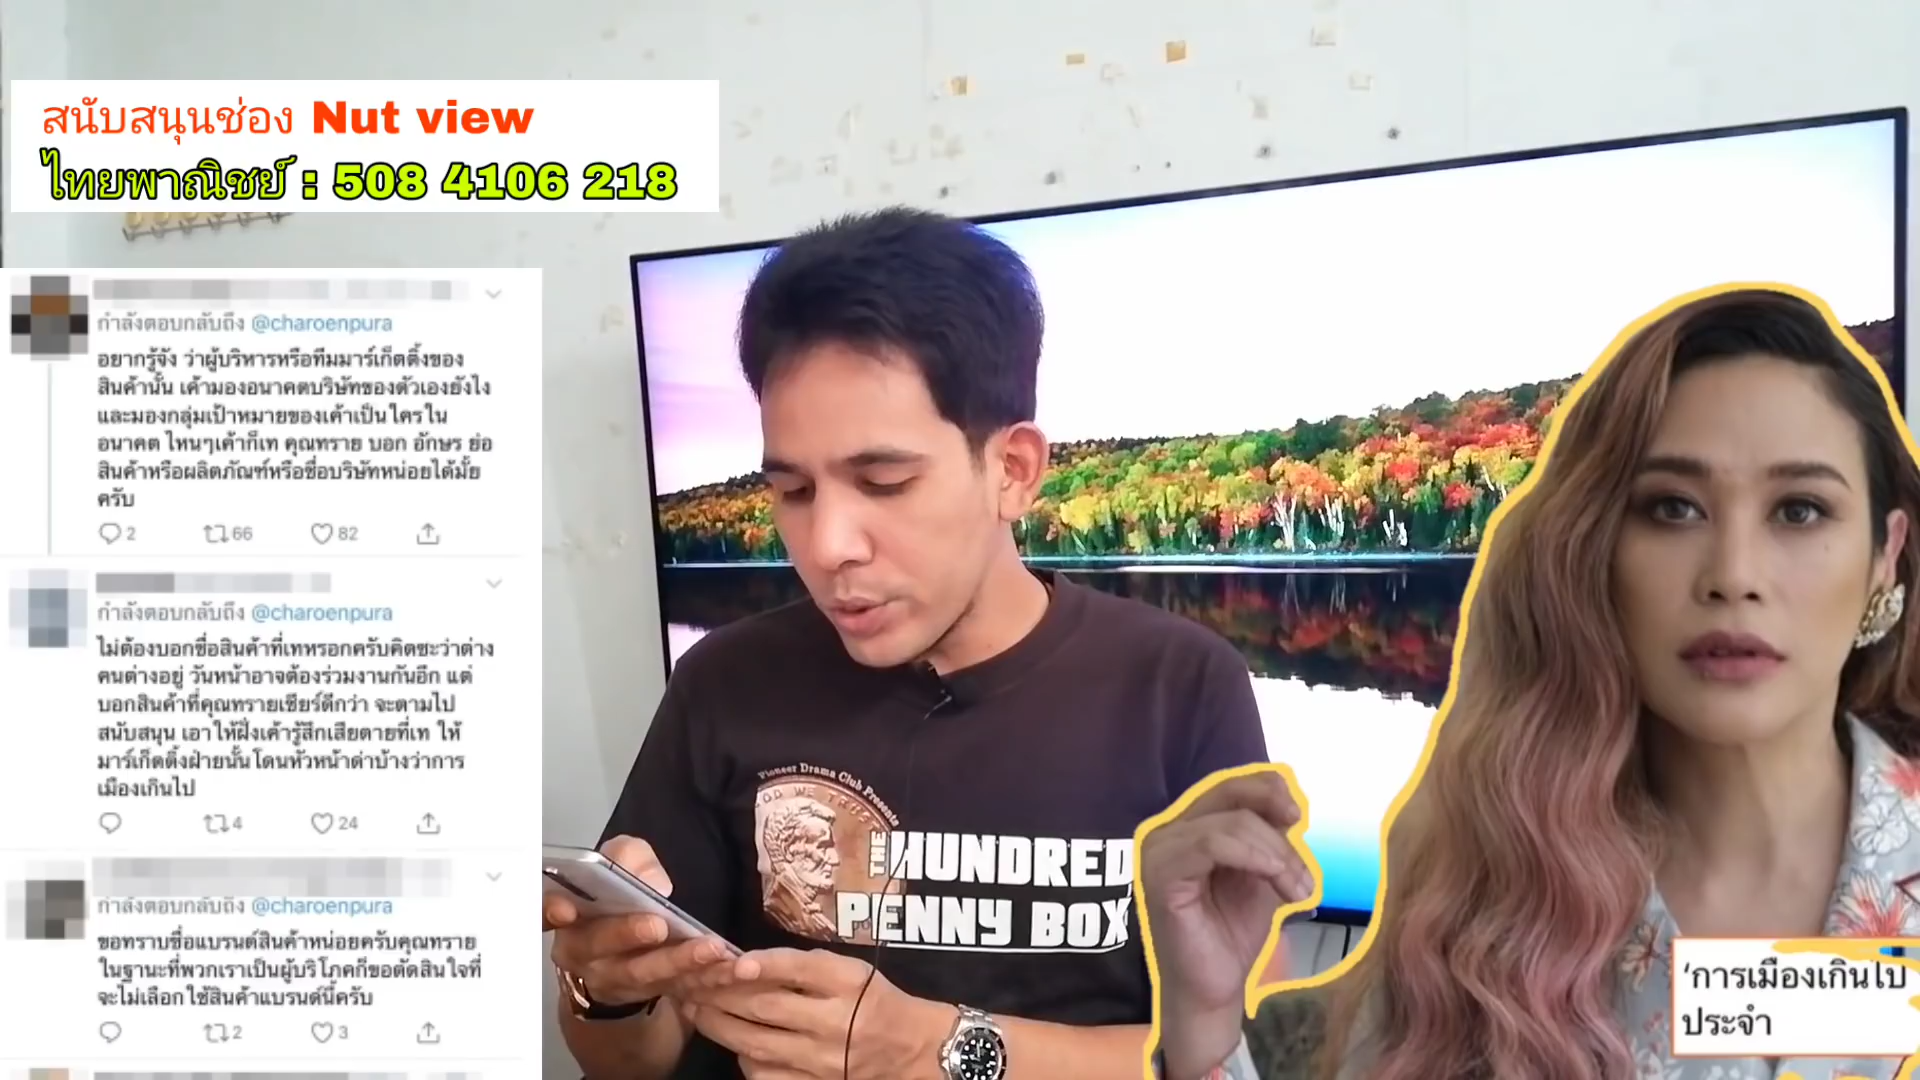 สนับสนุนช่อง Nut view
ไทยพาณิชย์ : 508 4106 218
กำลังตอบกลับถึง @charoenpura
อยากรู้จัง ว่าผู้บริหารหรือทีมมาร์เก็ตติ้งของ
สินค้านั้น เค้ามองอนาคตบริษัทของตัวเองยังไง
และมองกลุ่มเป้าหมายของเค้าเป็นใครใน
อนาคต ไหนๆเค้าก็เท คุณทราย บอก อักษร ย่อ
สินค้าหรือผลิตภัณฑ์หรือชื่อบริษัทหน่อยได้มั้ย
ครับ
2 66 82
กำลังตอบกลับถึง @charoenpura
ไม่ต้องบอกชื่อสินค้าที่เทหรอกครับคิดซะว่าต่าง
คนต่างอยู่ วันหน้าอาจต้องร่วมงานกันอีก แต่
บอกสินค้าที่คุณทรายเชียร์ดีกว่า จะตามไป
สนับสนุน เอาให้ฝั่งเค้ารู้สึกเสียดายที่เท ให้
มาร์เก็ตติ้งฝ่ายนั้นโดนหัวหน้าด่าบ้างว่าการ
เมืองเกินไป
4 24
กำลังตอบกลับถึง @charoenpura
ขอทราบชื่อแบรนด์สินค้าหน่อยครับคุณทราย
ในฐานะที่พวกเราเป็นผู้บริโภคก็ขอตัดสินใจที่
จะไม่เลือกใช้สินค้าแบรนด์นี้ครับ
2 3
Pioneer Drama Club Presents
THE HUNDRED
PENNY BOX
‘การเมืองเกินไป
ประจำ